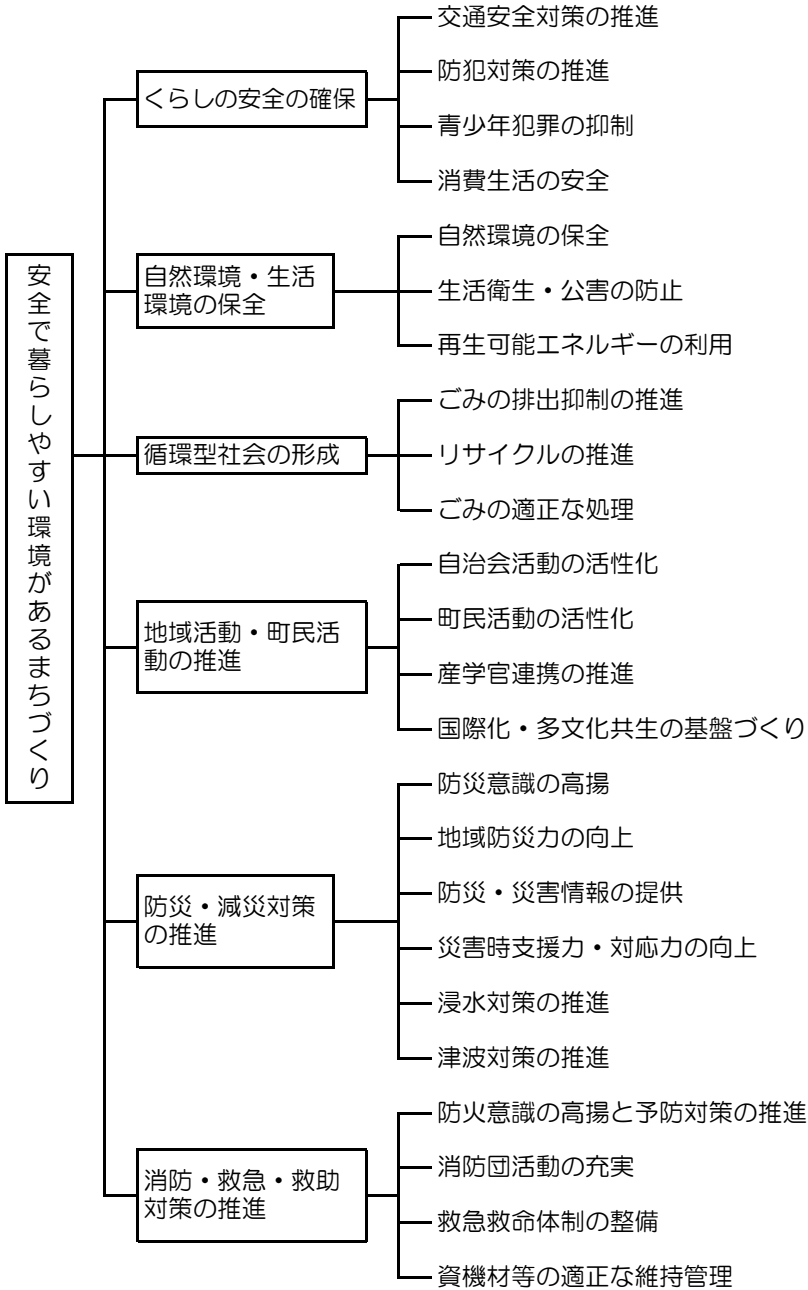 安全で暮らしやすい環境があるまちづくり
くらしの安全の確保
交通安全対策の推進
防犯対策の推進
青少年犯罪の抑制
消費生活の安全
自然環境・生活
環境の保全
自然環境の保全
生活衛生・公害の防止
再生可能エネルギーの利用
循環型社会の形成
ごみの排出抑制の推進
リサイクルの推進
ごみの適正な処理
地域活動・町民活
動の推進
自治会活動の活性化
町民活動の活性化
産学官連携の推進
国際化・多文化共生の基盤づくり
防災・減災対策
の推進
防災意識の高揚
地域防災力の向上
防災・災害情報の提供
災害時支援力・対応力の向上
浸水対策の推進
津波対策の推進
消防・救急・救助
対策の推進
防火意識の高揚と予防対策の推進
消防団活動の充実
救急救命体制の整備
資機材等の適正な維持管理